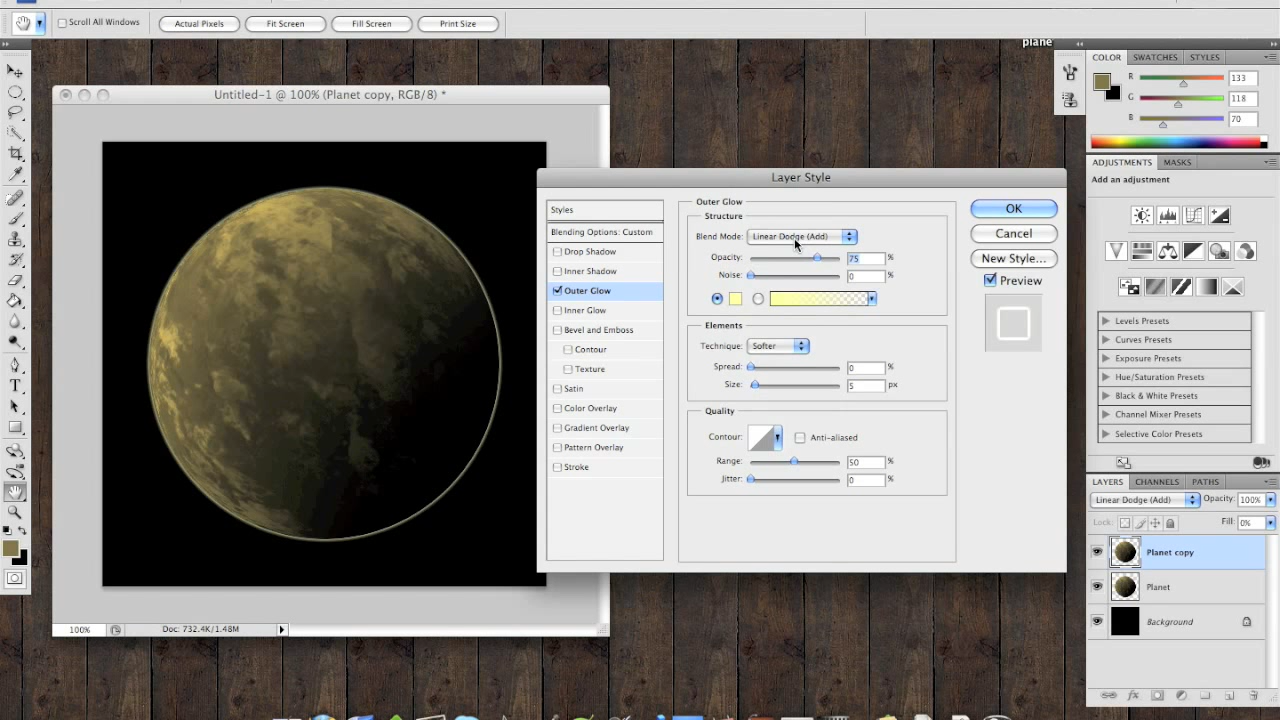 Scroll All Windows
Actual Pixels
Fit Screen
Fill Screen
Print Size
plane
Untitled-1 @ 100% (Planet copy, RGB/8) *
100%
Doc: 732.4K/1.48M
Layer Style
Styles
Blending Options: Custom
Drop Shadow
Inner Shadow
Outer Glow
Inner Glow
Bevel and Emboss
Contour
Texture
Satin
Color Overlay
Gradient Overlay
Pattern Overlay
Stroke
Outer Glow
Structure
Blend Mode: Linear Dodge (Add)
Opacity: 75 %
Noise: 0 %
Elements
Technique: Softer
Spread: 0 %
Size: 5 px
Quality
Contour: Anti-aliased
Range: 50 %
Jitter: 0 %
OK
Cancel
New Style...
Preview
COLOR SWATCHES STYLES
R 133
G 118
B 70
ADJUSTMENTS MASKS
Add an adjustment
Levels Presets
Curves Presets
Exposure Presets
Hue/Saturation Presets
Black & White Presets
Channel Mixer Presets
Selective Color Presets
LAYERS CHANNELS PATHS
Linear Dodge (Add) Opacity: 100%
Lock: Fill: 0%
Planet copy
Planet
Background